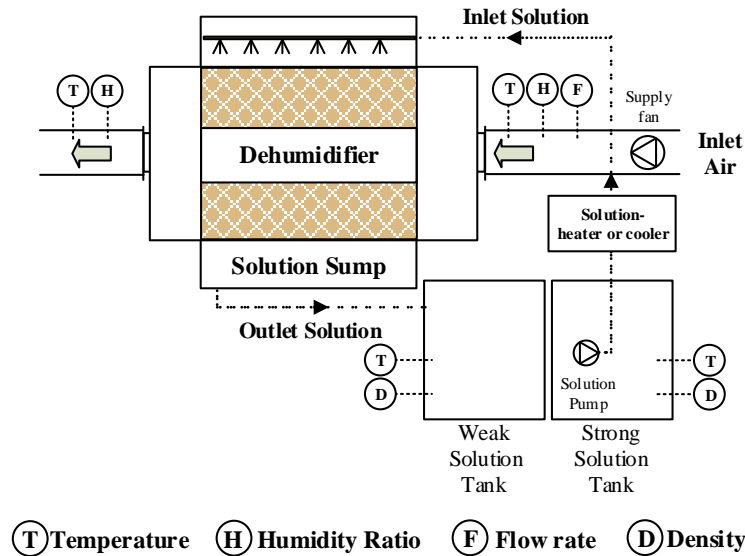 Inlet Solution
T H
T H F
Supply
fan
Inlet
Air
Dehumidifier
Solution-
heater or cooler
Solution Sump
Outlet Solution
T
D
Solution
Pump
T
D
Weak
Solution
Tank
Strong
Solution
Tank
T Temperature H Humidity Ratio F Flow rate D Density